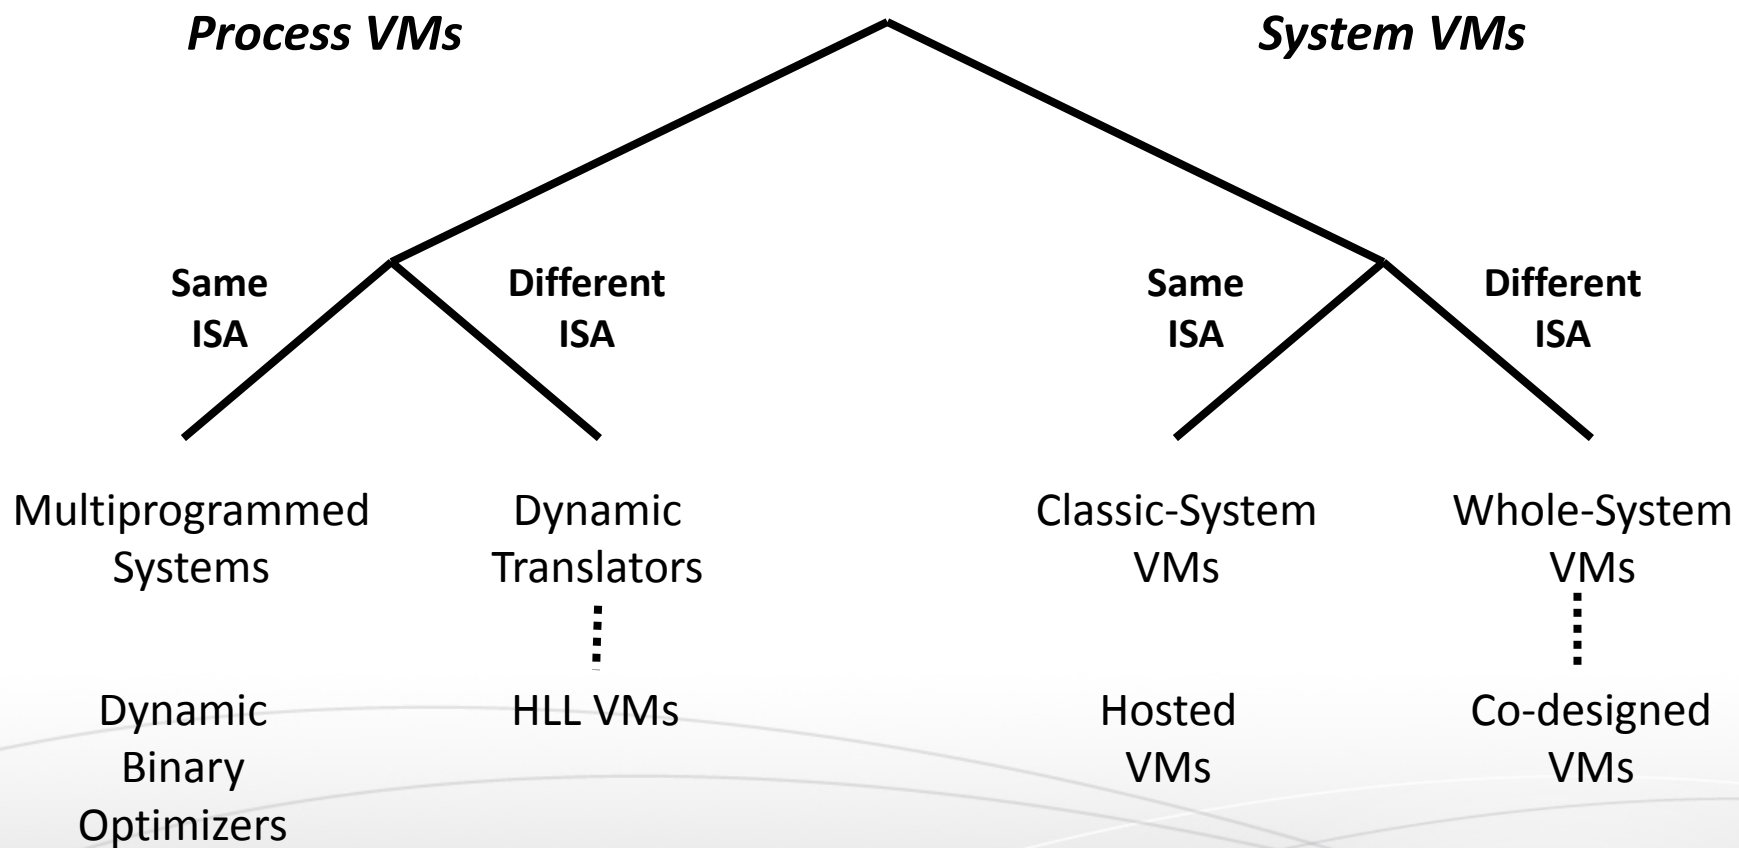 Process VMs
System VMs
Same
ISA
Different
ISA
Same
ISA
Different
ISA
Multiprogrammed
Systems
Dynamic
Translators
Classic-System
VMs
Whole-System
VMs
Dynamic
Binary
Optimizers
HLL VMs
Hosted
VMs
Co-designed
VMs